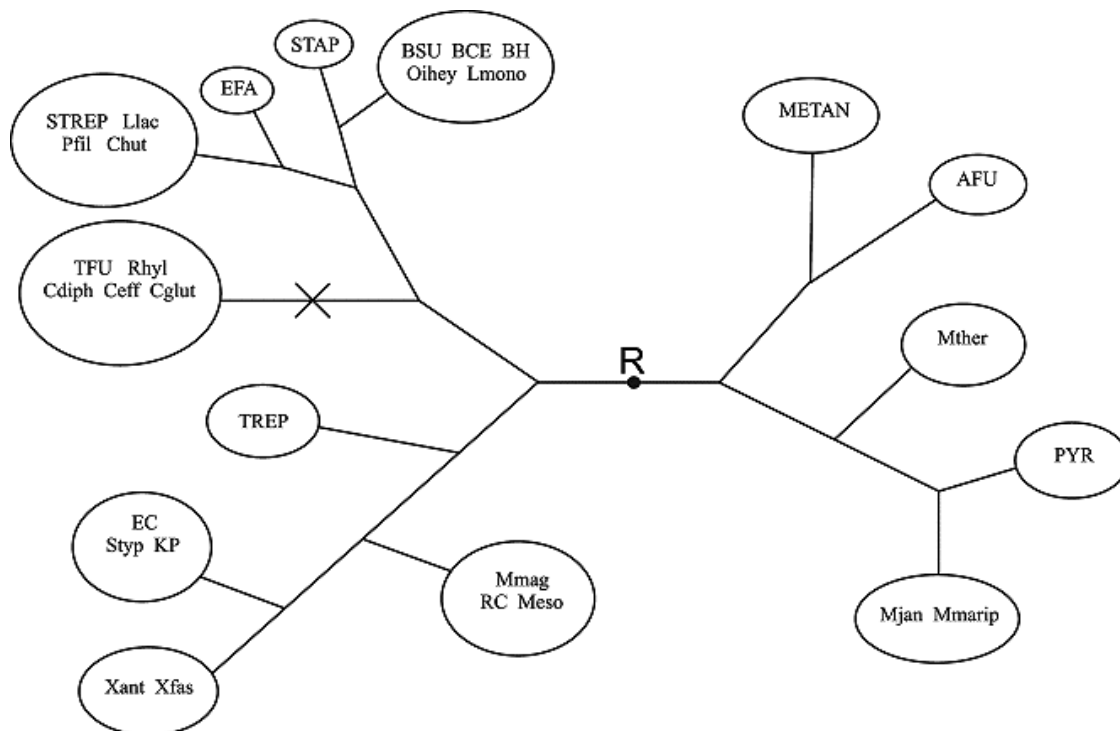 STAP
BSU BCE BH
Oihey Lmono
EFA
STREP Llac
Pfil Chut
METAN
AFU
TFU Rhyl
Cdiph Ceff Cglut
Mther
R
TREP
PYR
EC
Styp KP
Mmag
RC Meso
Mjan Mmarip
Xant Xfas